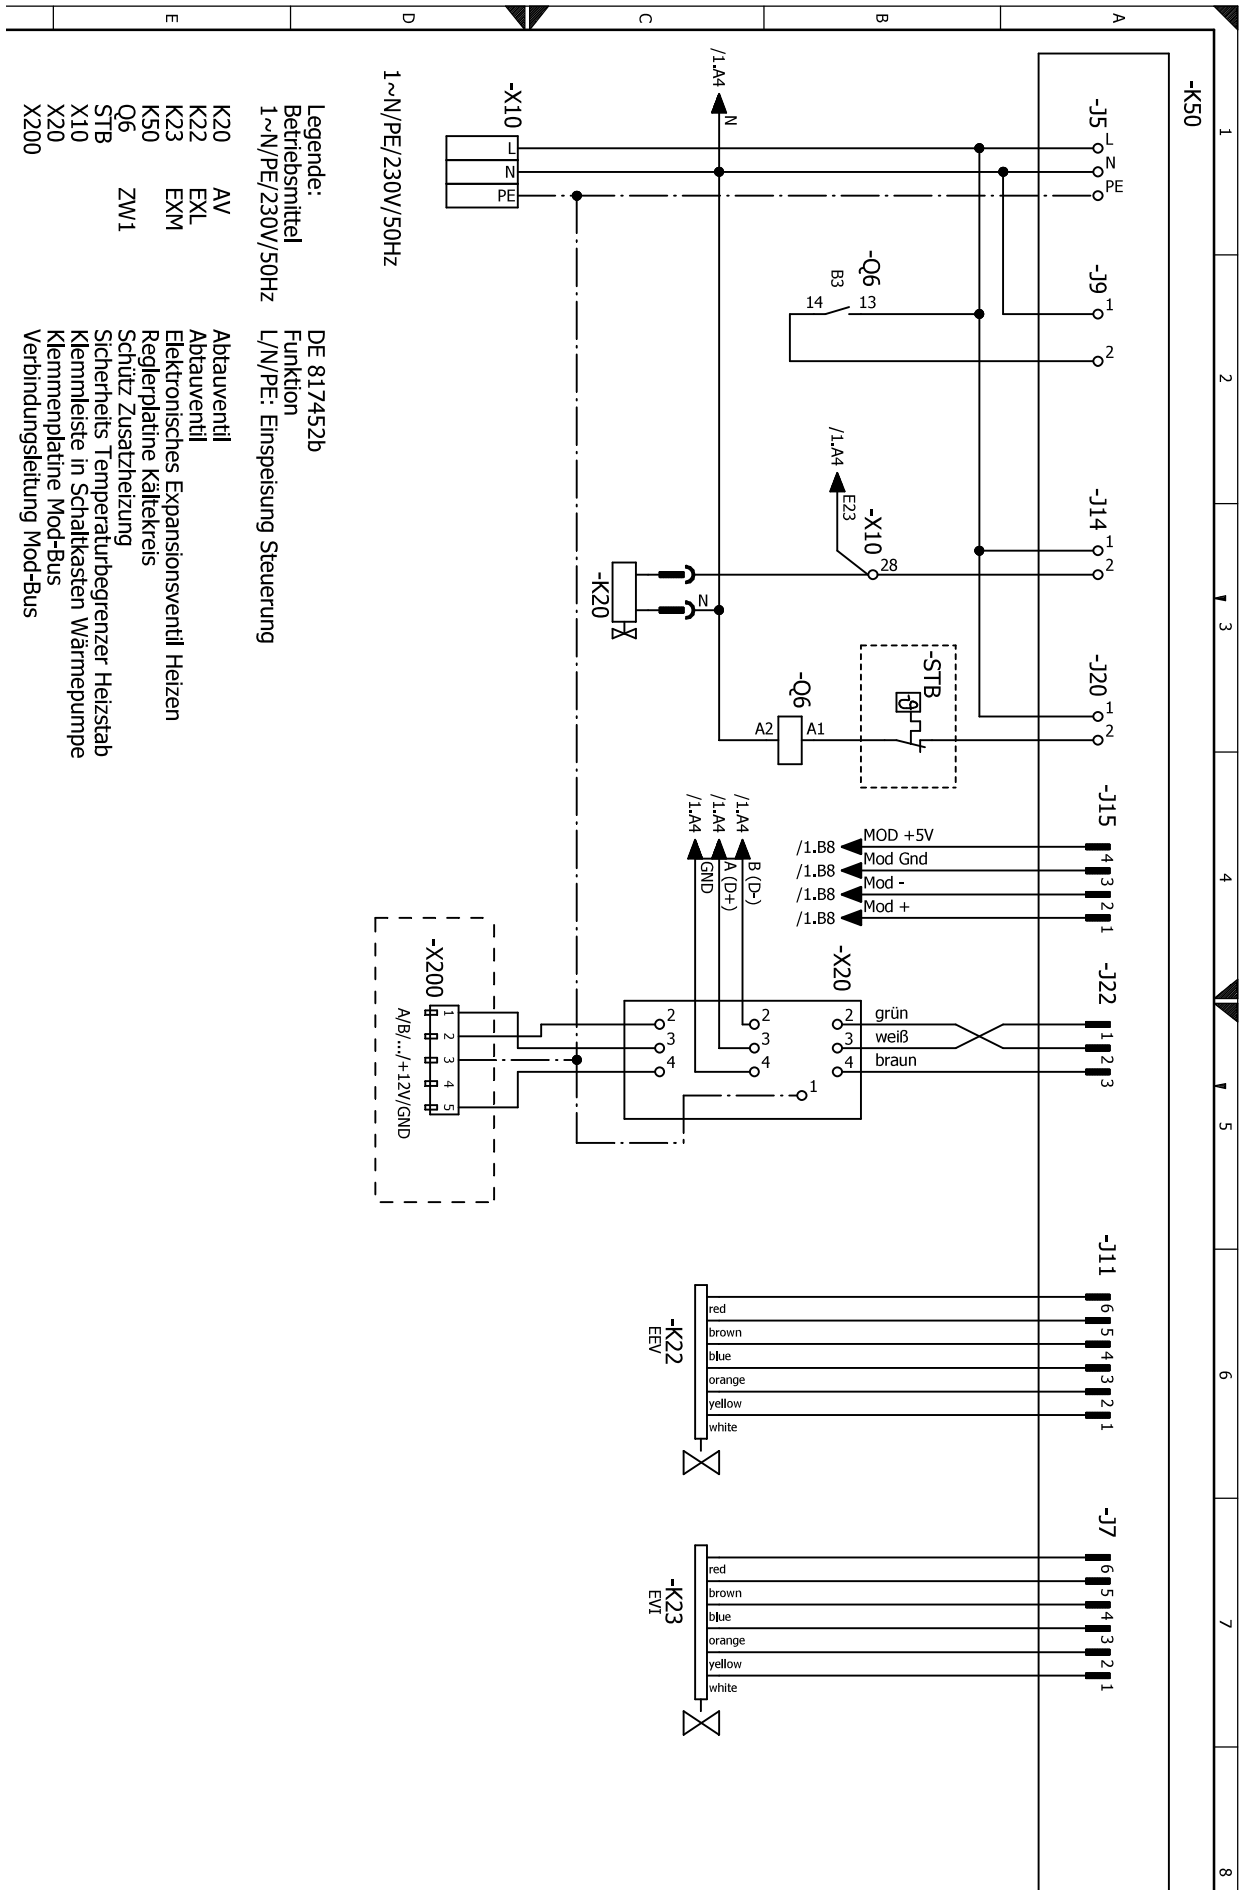 1 2 3 4 5 6 7 8
A
B
C
D
E
-K50
-J5
L
N
PE
-J9
1
2
-J14
1
2
-J20
1
2
-J15
4
3
2
1
-J22
1
2
3
-J11
6
5
4
3
2
1
-J7
6
5
4
3
2
1
-Q6
B3
14
13
/1.A4
E23
-X10
28
-STB
-Q6
A2
A1
/1.A4
N
N
-K20
MOD +5V
/1.B8
Mod Gnd
/1.B8
Mod -
/1.B8
Mod +
/1.B8
/1.A4
B (D-)
/1.A4
A (D+)
/1.A4
GND
-X20
2
3
4
grün
weiß
braun
1
2
3
4
2
3
4
-X200
1
2
3
4
5
A/B/.../+12V/GND
red
brown
blue
orange
yellow
white
-K22
EEV
red
brown
blue
orange
yellow
white
-K23
EVI
-X10
L
N
PE
1~N/PE/230V/50Hz
Legende: DE 817452b
Betriebsmittel Funktion
1~N/PE/230V/50Hz L/N/PE: Einspeisung Steuerung
K20 AV Abtauventil
K22 EXL Abtauventil
K23 EXM Elektronisches Expansionsventil Heizen
K50 Reglerplatine Kältekreis
Q6 ZW1 Schütz Zusatzheizung
STB Sicherheits Temperaturbegrenzer Heizstab
X10 Klemmleiste in Schaltkasten Wärmepumpe
X20 Klemmenplatine Mod-Bus
X200 Verbindungsleitung Mod-Bus